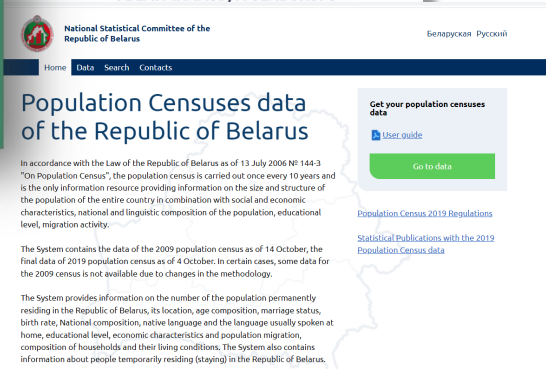 National Statistical Committee of the
Republic of Belarus
Беларуская Русский
Home Data Search Contacts
Population Censuses data
of the Republic of Belarus
In accordance with the Law of the Republic of Belarus as of 13 July 2006 № 144-3
"On Population Census", the population census is carried out once every 10 years and
is the only information resource providing information on the size and structure of
the population of the entire country in combination with social and economic
characteristics, national and linguistic composition of the population, educational
level, migration activity.
The System contains the data of the 2009 population census as of 14 October, the
final data of 2019 population census as of 4 October. In certain cases, some data for
the 2009 census is not available due to changes in the methodology.
The System provides information on the number of the population permanently
residing in the Republic of Belarus, its location, age composition, marriage status,
birth rate, National composition, native language and the language usually spoken at
home, educational level, economic characteristics and population migration,
composition of households and their living conditions. The System also contains
information about people temporarily residing (staying) in the Republic of Belarus.
Get your population censuses
data
User guide
Go to data
Population Census 2019 Regulations
Statistical Publications with the 2019
Population Census data